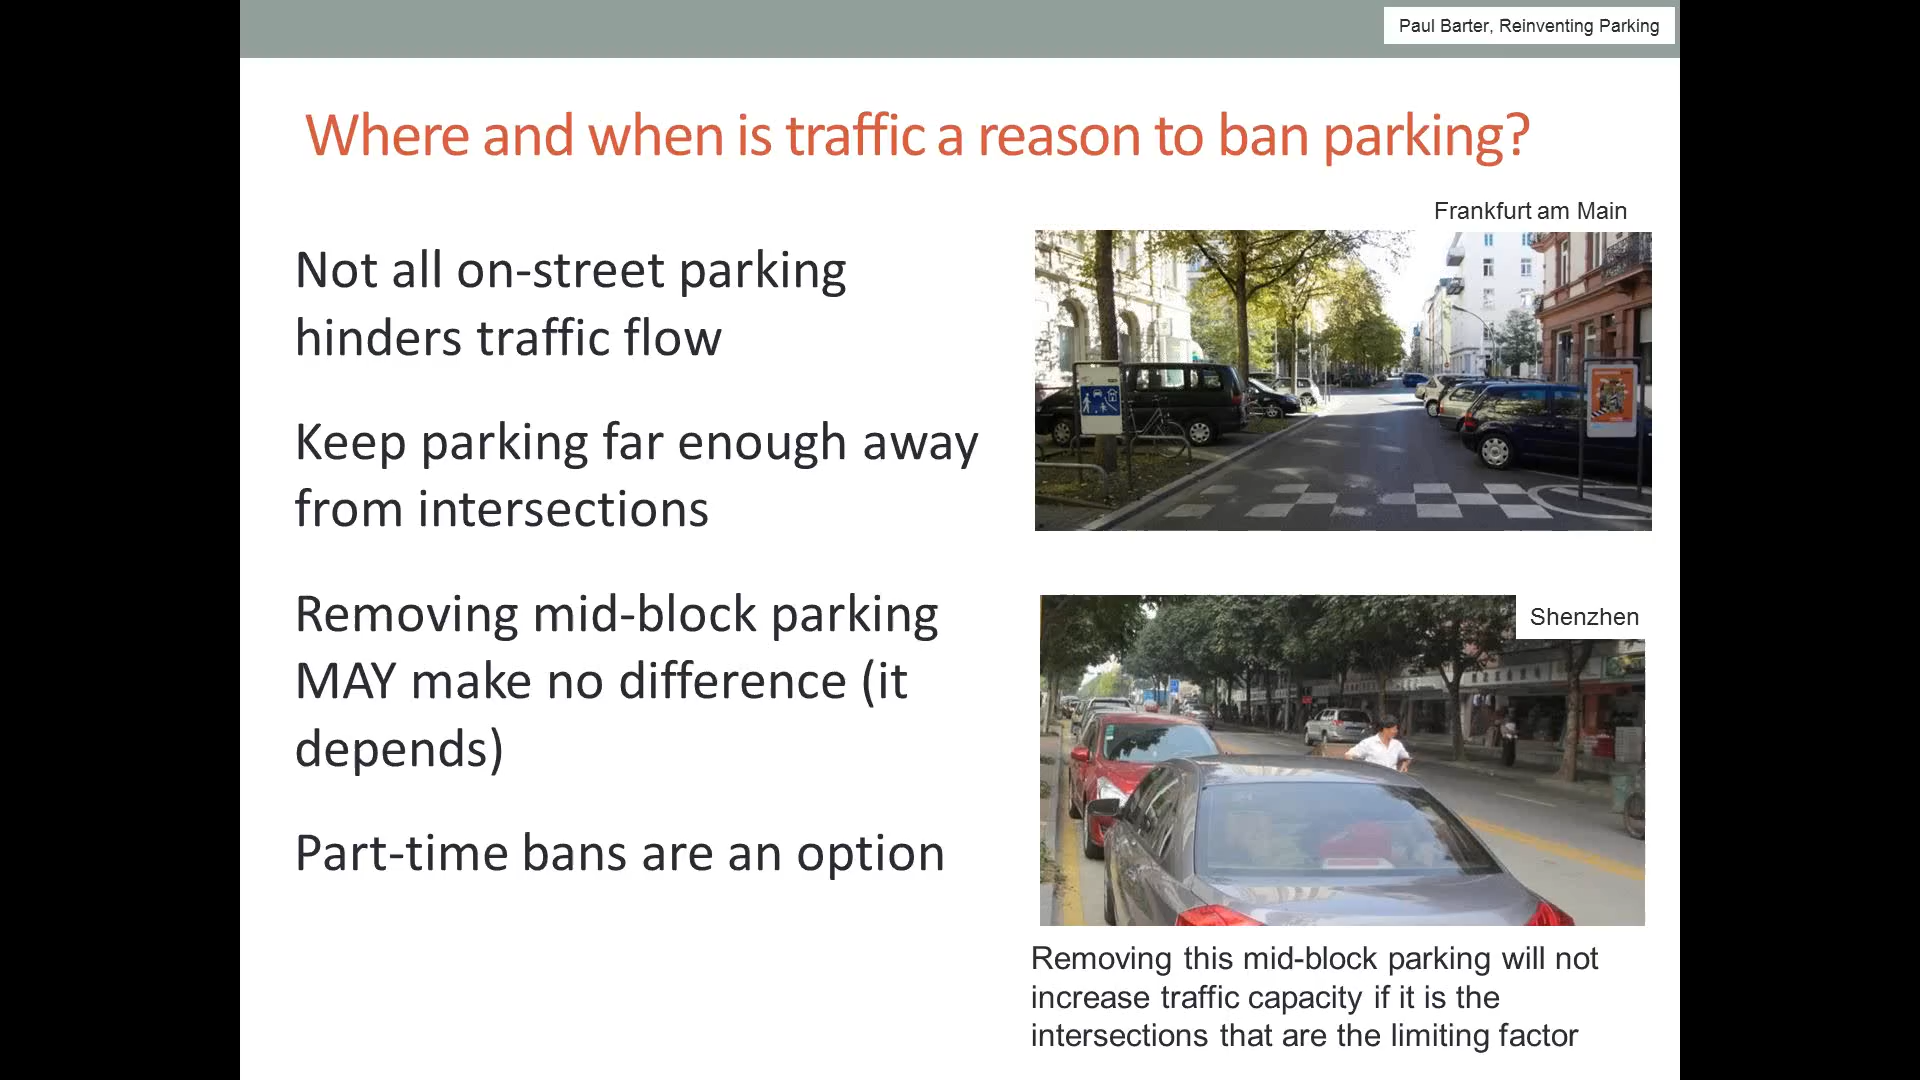 Paul Barter, Reinventing Parking
Where and when is traffic a reason to ban parking?
Not all on-street parking
hinders traffic flow
Keep parking far enough away
from intersections
Removing mid-block parking
MAY make no difference (it
depends)
Part-time bans are an option
Frankfurt am Main
Shenzhen
Removing this mid-block parking will not
increase traffic capacity if it is the
intersections that are the limiting factor